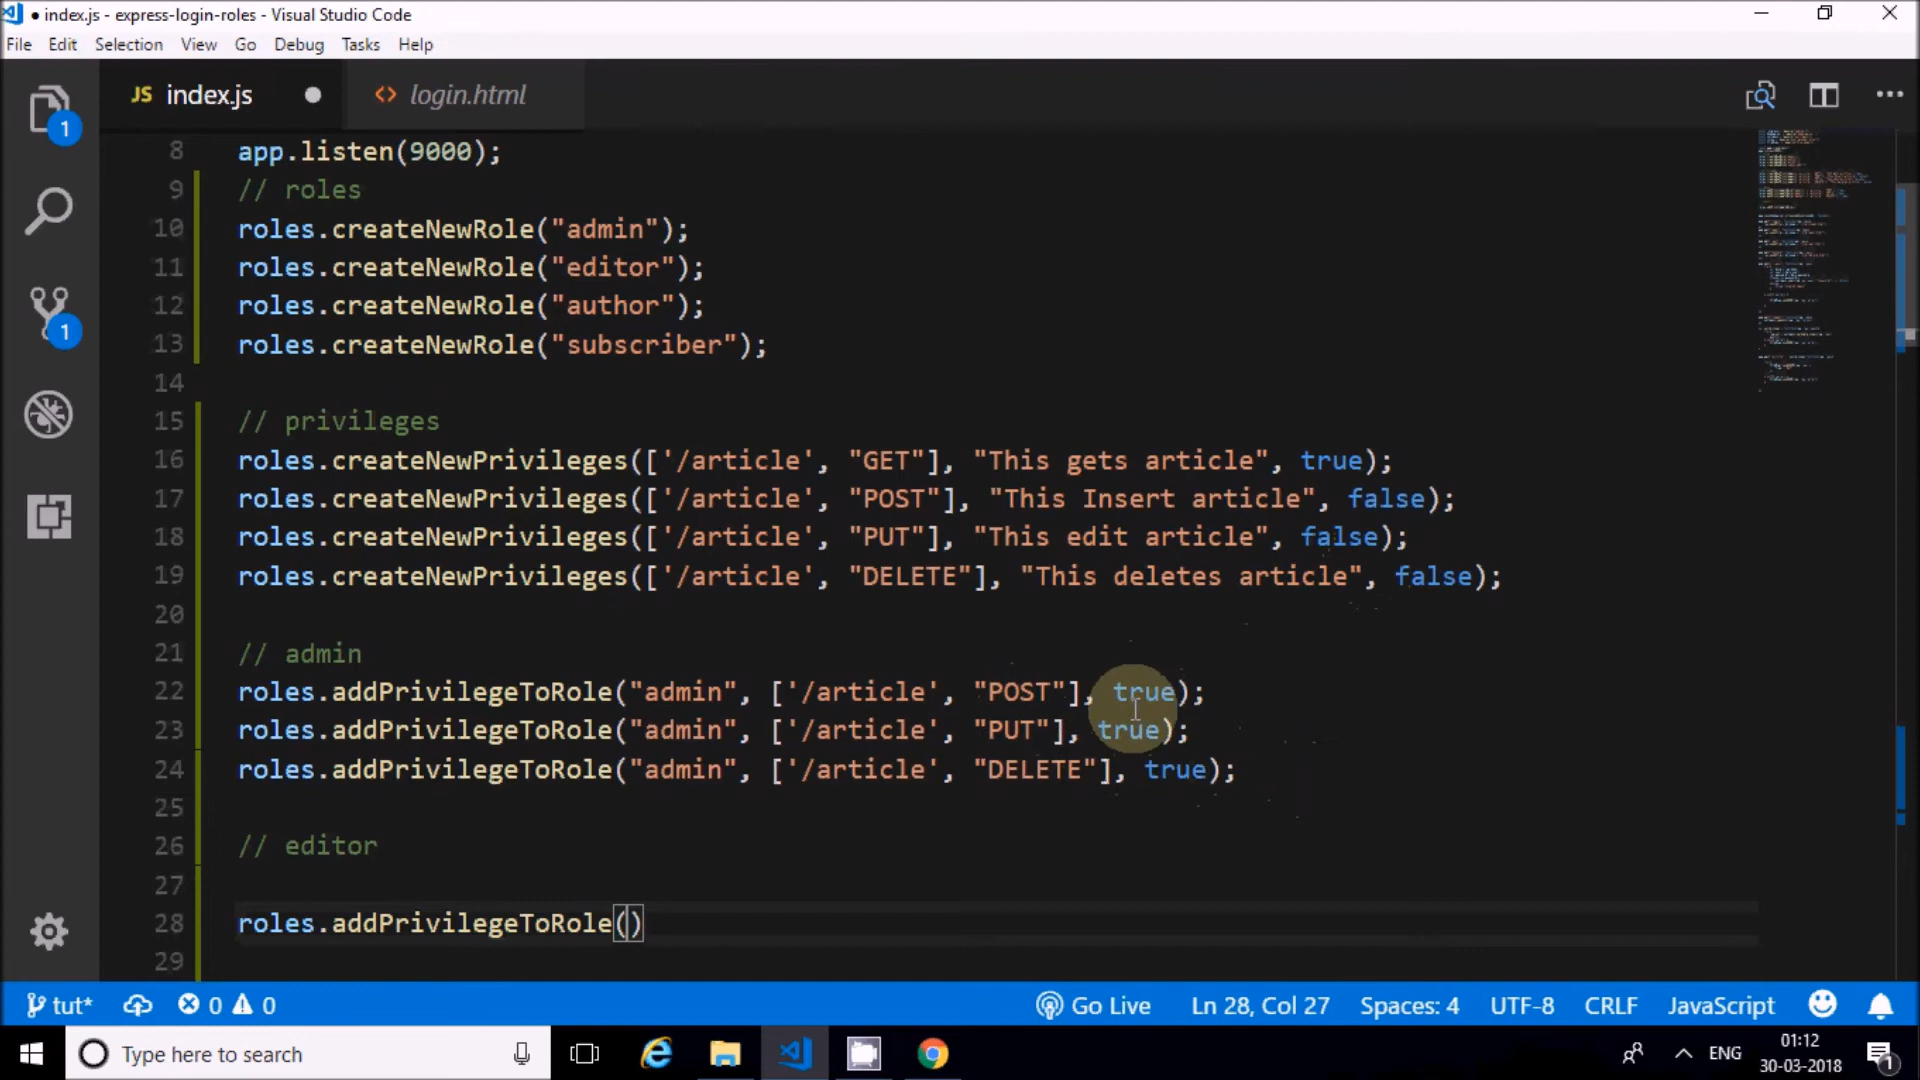 ● index.js - express-login-roles - Visual Studio Code
File Edit Selection View Go Debug Tasks Help
JS index.js ● <> login.html
8 app.listen(9000);
9 // roles
10 roles.createNewRole("admin");
11 roles.createNewRole("editor");
12 roles.createNewRole("author");
13 roles.createNewRole("subscriber");
14
15 // privileges
16 roles.createNewPrivileges(['/article', "GET"], "This gets article", true);
17 roles.createNewPrivileges(['/article', "POST"], "This Insert article", false);
18 roles.createNewPrivileges(['/article', "PUT"], "This edit article", false);
19 roles.createNewPrivileges(['/article', "DELETE"], "This deletes article", false);
20
21 // admin
22 roles.addPrivilegeToRole("admin", ['/article', "POST"], true);
23 roles.addPrivilegeToRole("admin", ['/article', "PUT"], true);
24 roles.addPrivilegeToRole("admin", ['/article', "DELETE"], true);
25
26 // editor
27
28 roles.addPrivilegeToRole()
29
1
1
tut* 0 0 Go Live Ln 28, Col 27 Spaces: 4 UTF-8 CRLF JavaScript
Type here to search ENG 01:12
30-03-2018 1